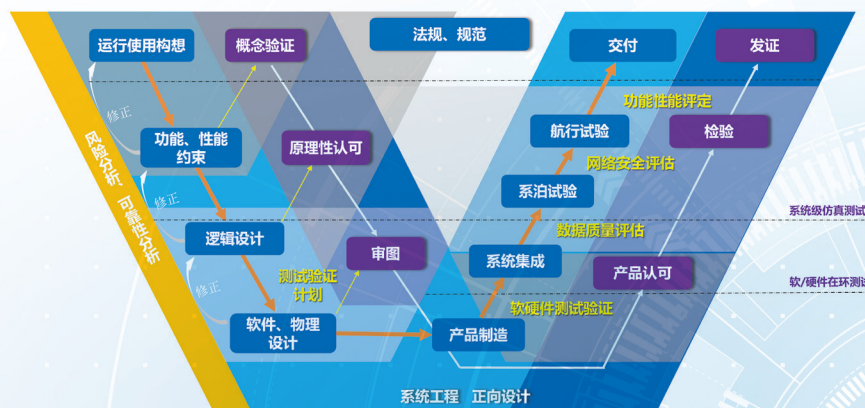 运行使用构想
概念验证
法规、规范
交付
发证
修正
功能性能评定
功能、性能
约束
原理性认可
航行试验
检验
网络安全评估
风险分析、可靠性分析
修正
系泊试验
系统级仿真测试
逻辑设计
审图
数据质量评估
系统集成
产品认可
测试验证
计划
修正
软/硬件在环测试
软件、物理
设计
产品制造
软硬件测试验证
系统工程 正向设计